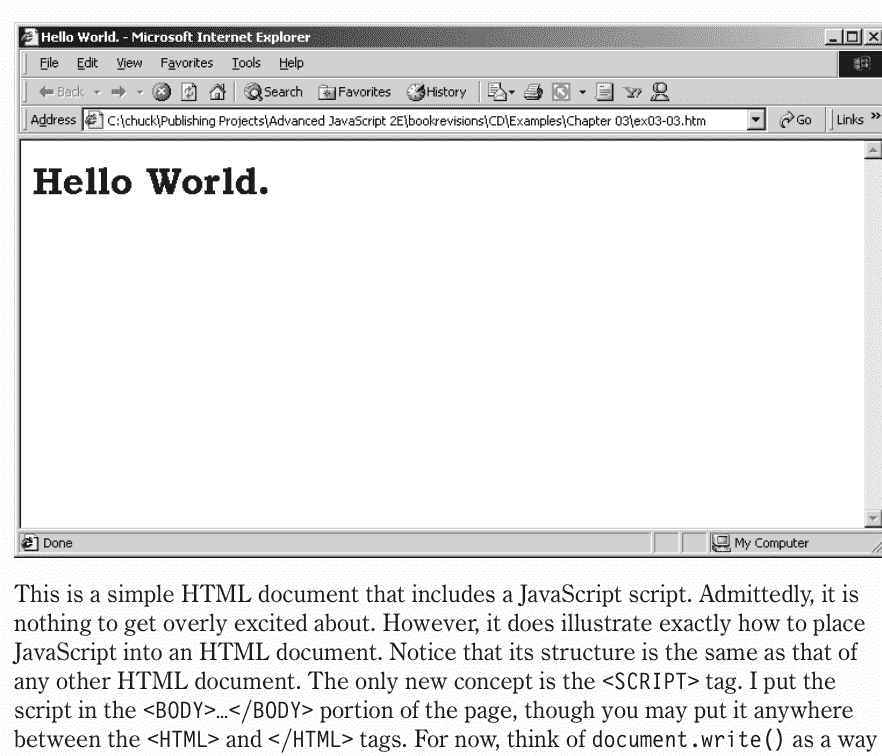 Hello World. - Microsoft Internet Explorer
File Edit View Favorites Tools Help
Back Search Favorites History
Address C:\chuck\Publishing Projects\Advanced JavaScript 2E\bookrevisions\CD\Examples\Chapter 03\ex03-03.htm Go Links »
Hello World.
Done My Computer
This is a simple HTML document that includes a JavaScript script. Admittedly, it is
nothing to get overly excited about. However, it does illustrate exactly how to place
JavaScript into an HTML document. Notice that its structure is the same as that of
any other HTML document. The only new concept is the <SCRIPT> tag. I put the
script in the <BODY>…</BODY> portion of the page, though you may put it anywhere
between the <HTML> and </HTML> tags. For now, think of document.write() as a way